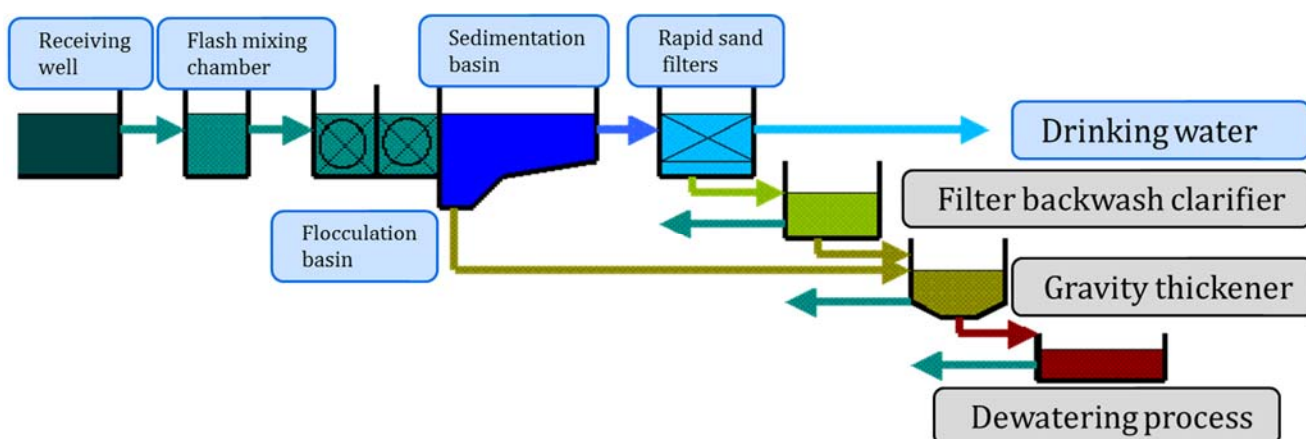 Receiving
well
Flash mixing
chamber
Sedimentation
basin
Rapid sand
filters
Drinking water
Filter backwash clarifier
Flocculation
basin
Gravity thickener
Dewatering process